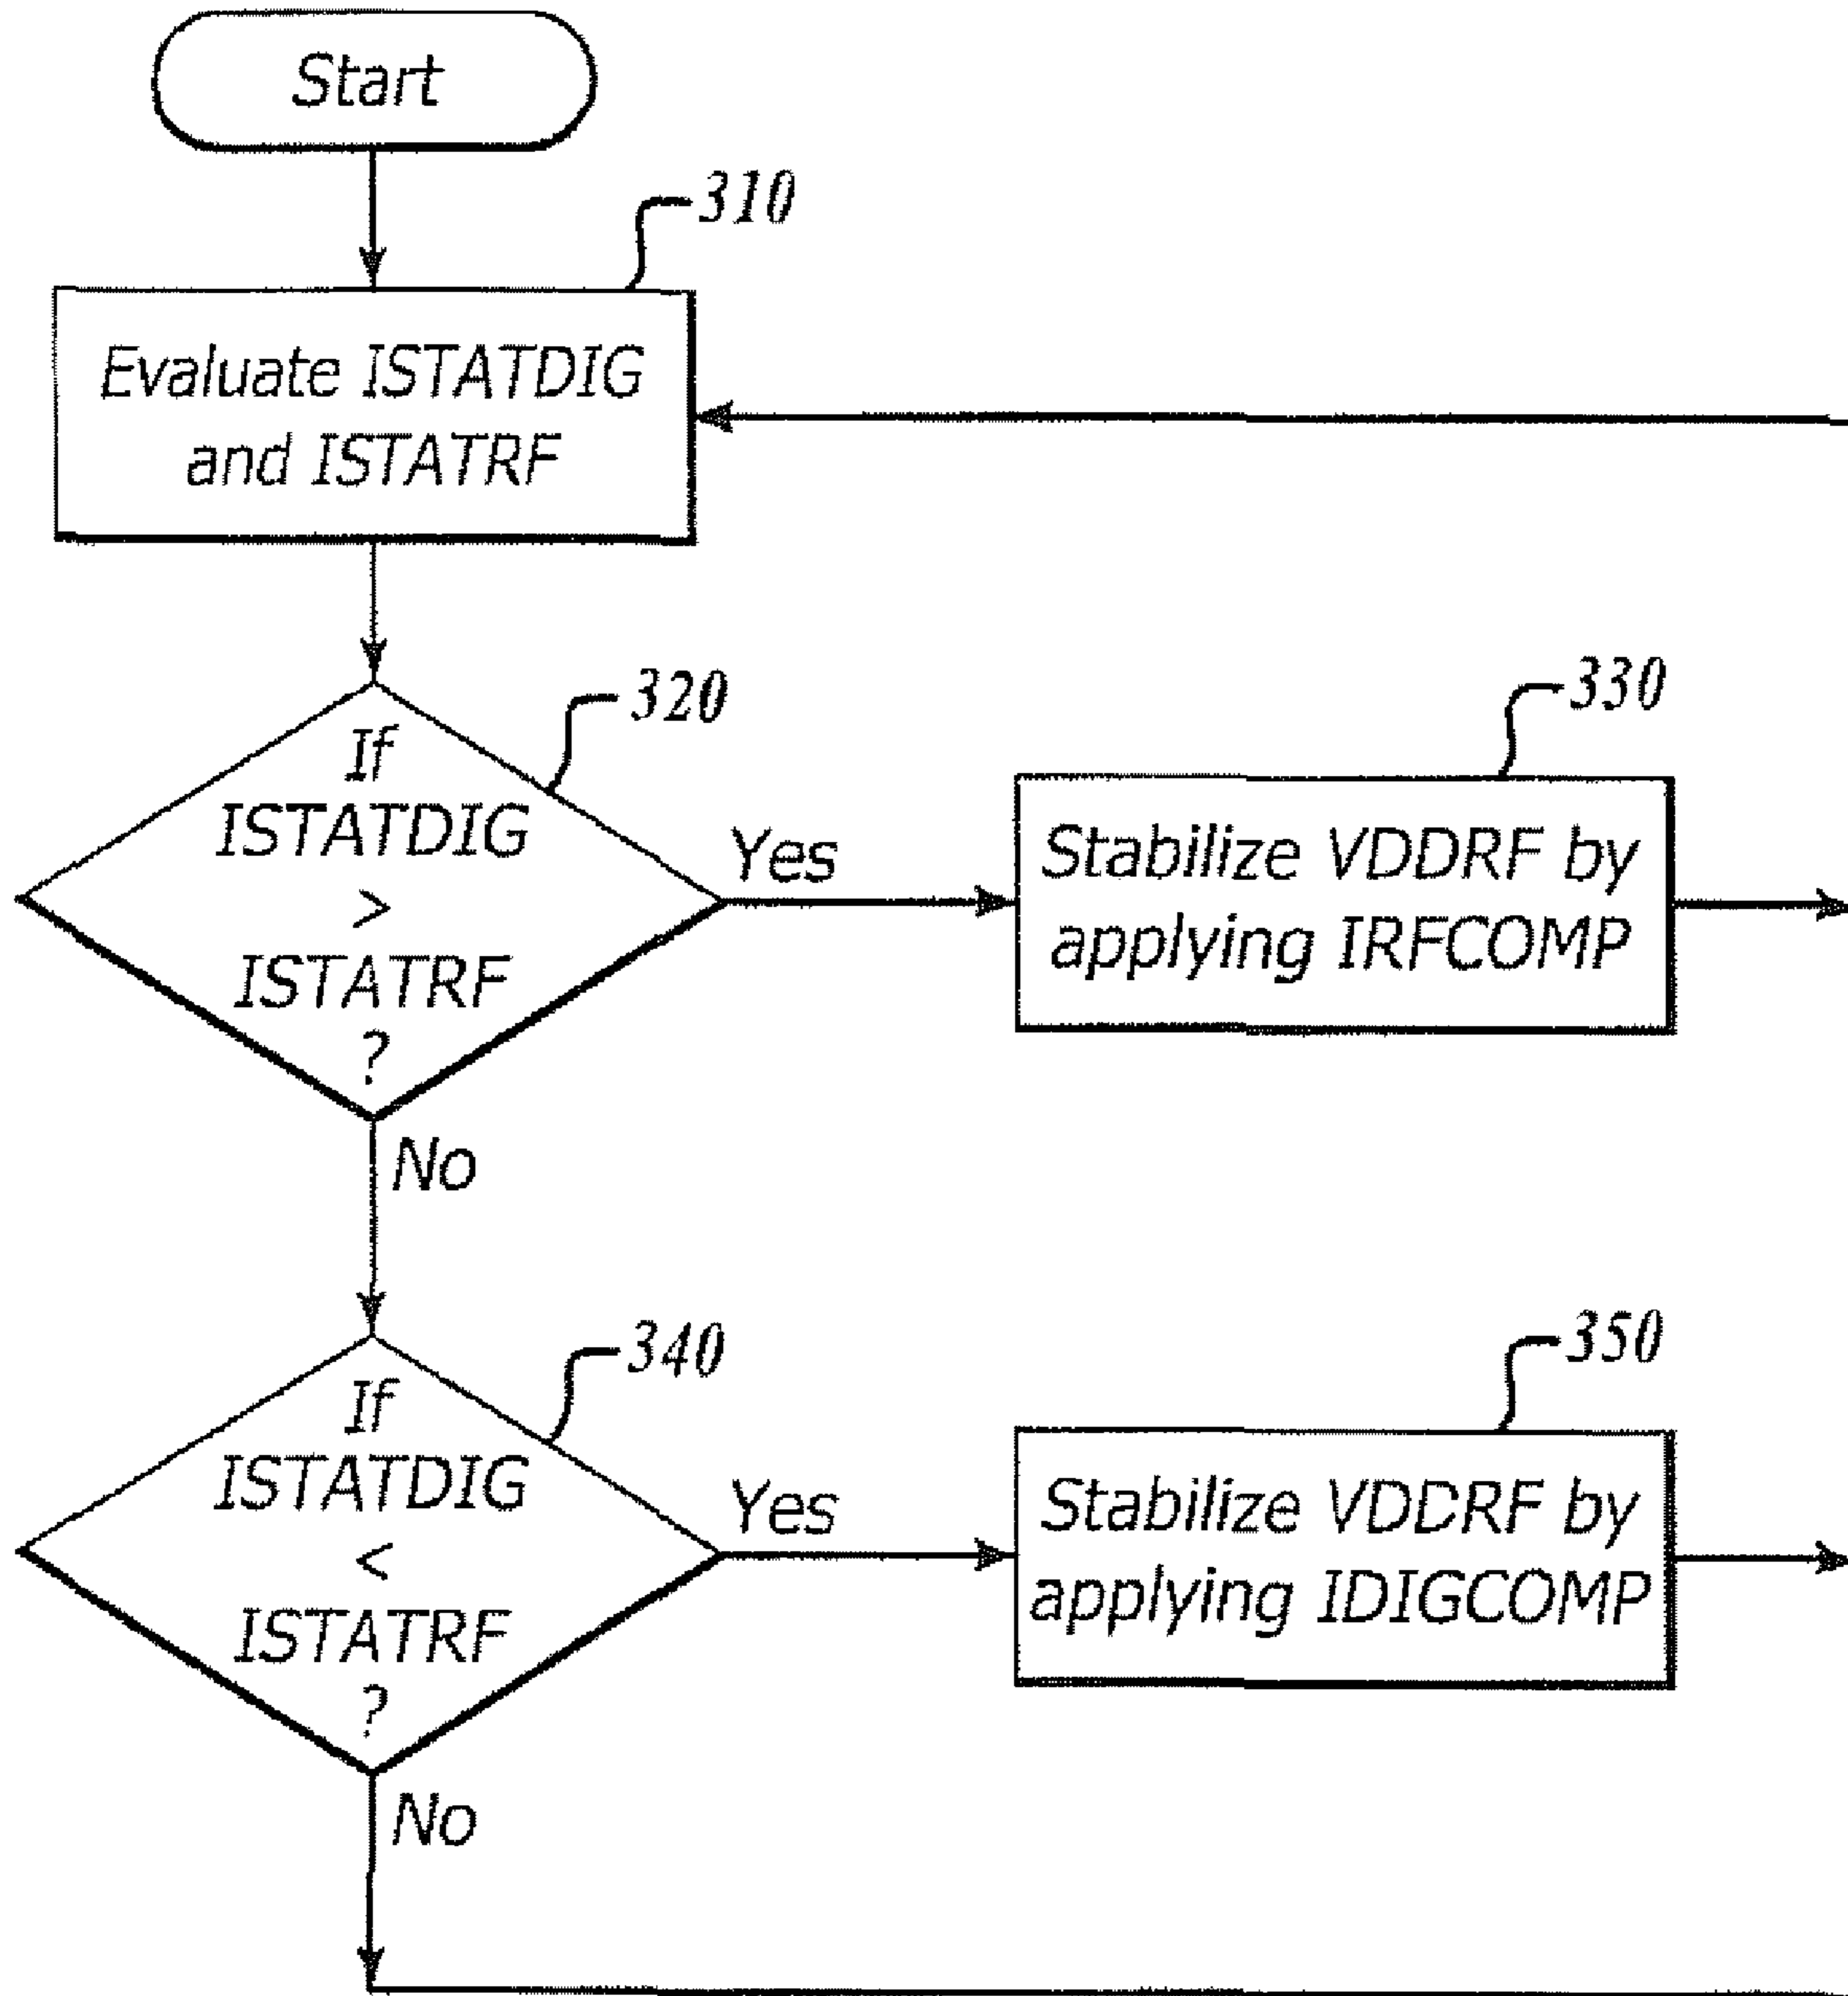 Start
310
Evaluate ISTATDIG
and ISTATRF
320
If
ISTATDIG
>
ISTATRF
?
Yes
330
Stabilize VDDRF by
applying IRFCOMP
No
340
If
ISTATDIG
<
ISTATRF
?
Yes
350
Stabilize VDDRF by
applying IDIGCOMP
No